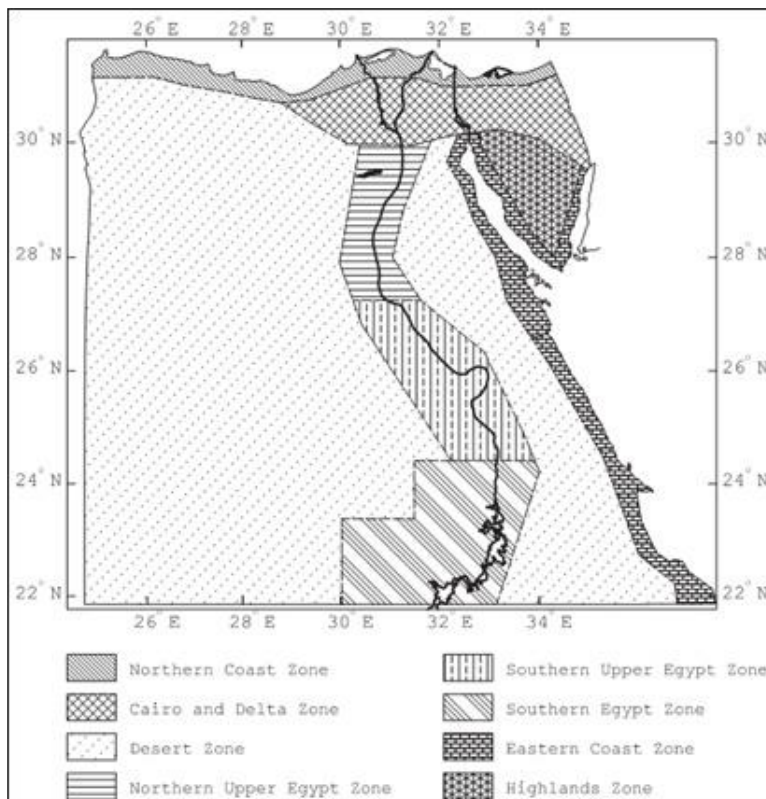 26° E 28° E 30° E 32° E 34° E
30° N 30° N
28° N 28° N
26° N 26° N
24° N 24° N
22° N 22° N
26° E 28° E 30° E 32° E 34° E
Northern Coast Zone
Cairo and Delta Zone
Desert Zone
Northern Upper Egypt Zone
Southern Upper Egypt Zone
Southern Egypt Zone
Eastern Coast Zone
Highlands Zone